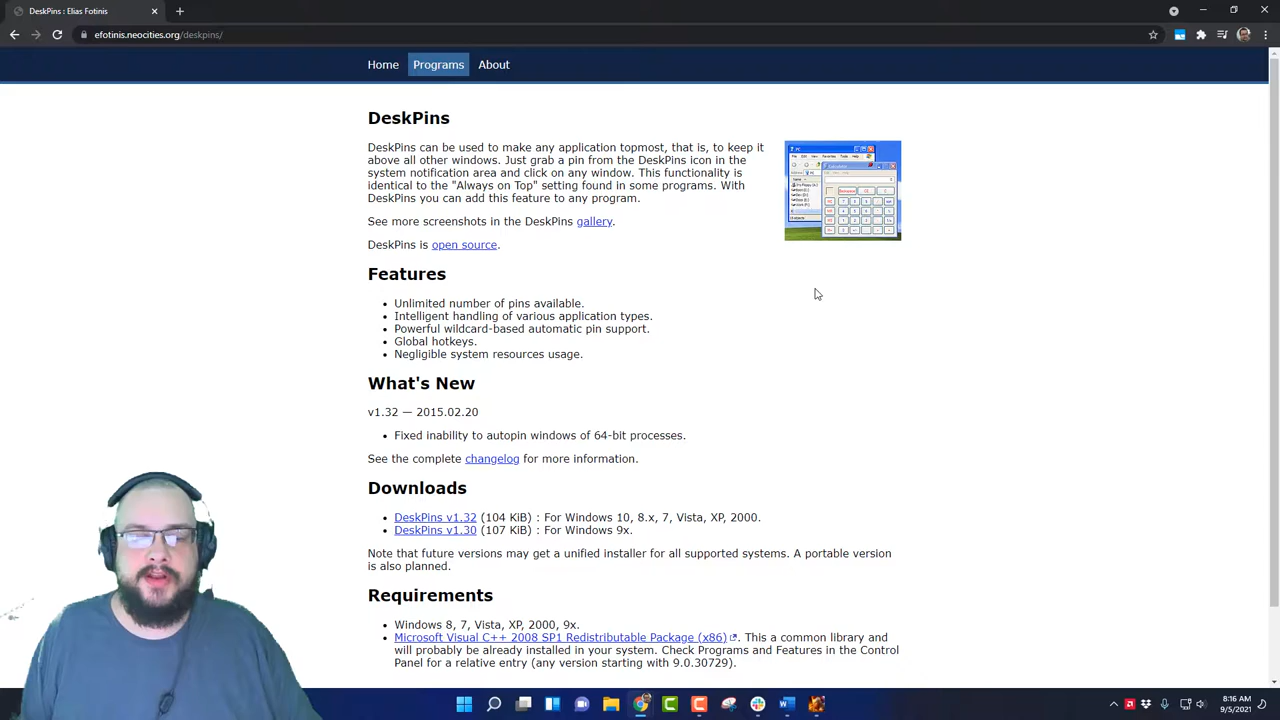 DeskPins : Elias Fotinis
efotinis.neocities.org/deskpins/
Home Programs About
DeskPins
DeskPins can be used to make any application topmost, that is, to keep it
above all other windows. Just grab a pin from the DeskPins icon in the
system notification area and click on any window. This functionality is
identical to the "Always on Top" setting found in some programs. With
DeskPins you can add this feature to any program.
See more screenshots in the DeskPins gallery.
DeskPins is open source.
Features
• Unlimited number of pins available.
• Intelligent handling of various application types.
• Powerful wildcard-based automatic pin support.
• Global hotkeys.
• Negligible system resources usage.
What's New
v1.32 — 2015.02.20
• Fixed inability to autopin windows of 64-bit processes.
See the complete changelog for more information.
Downloads
• DeskPins v1.32 (104 KiB) : For Windows 10, 8.x, 7, Vista, XP, 2000.
• DeskPins v1.30 (107 KiB) : For Windows 9x.
Note that future versions may get a unified installer for all supported systems. A portable version
is also planned.
Requirements
• Windows 8, 7, Vista, XP, 2000, 9x.
• Microsoft Visual C++ 2008 SP1 Redistributable Package (x86). This a common library and
will probably be already installed in your system. Check Programs and Features in the Control
Panel for a relative entry (any version starting with 9.0.30729).
8:16 AM
9/5/2021